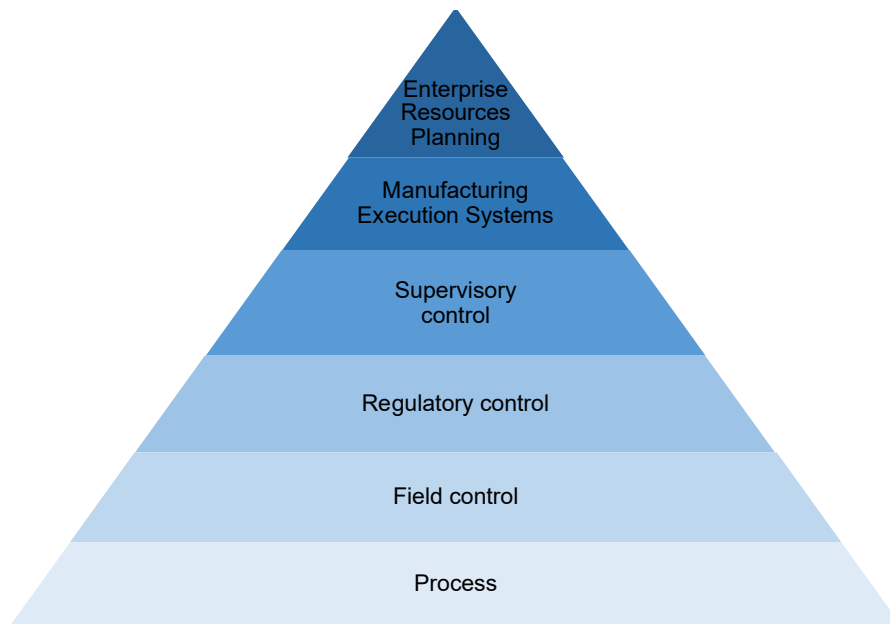 Enterprise
Resources
Planning
Manufacturing
Execution Systems
Supervisory
control
Regulatory control
Field control
Process